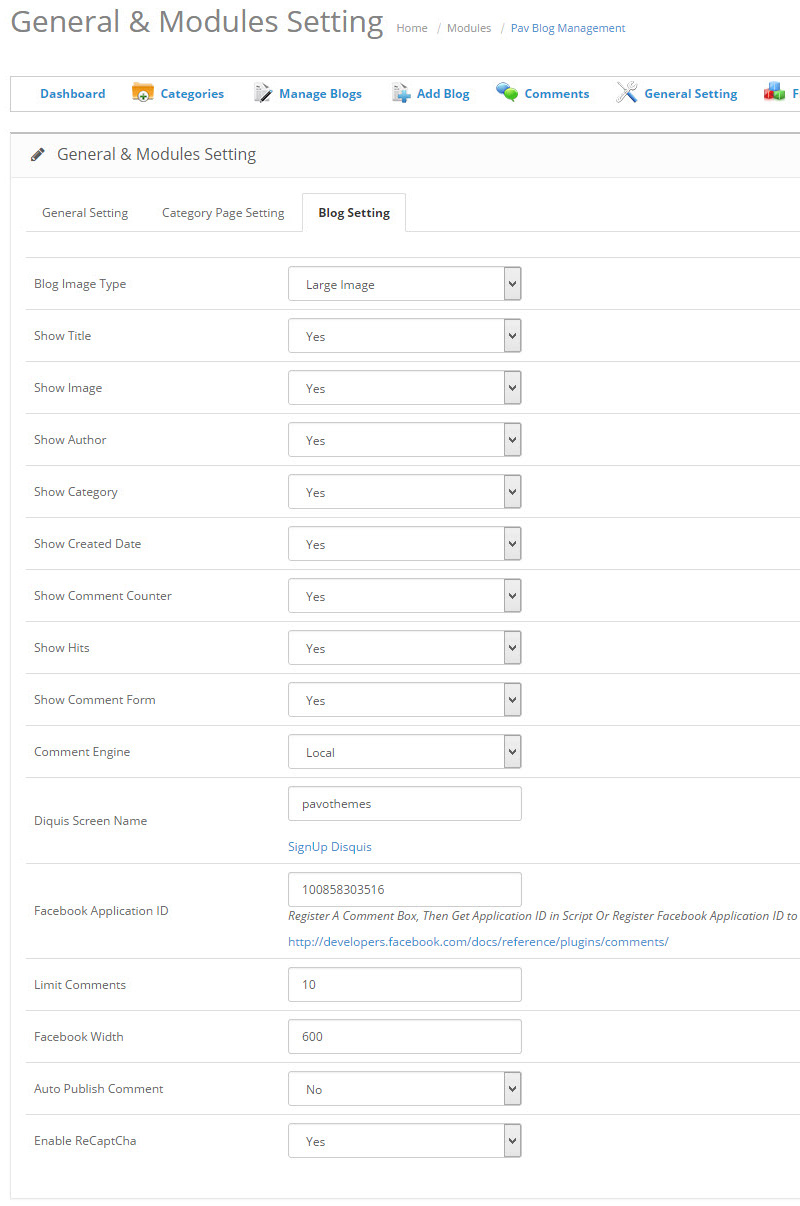 General & Modules Setting Home / Modules / Pav Blog Management
Dashboard Categories Manage Blogs Add Blog Comments General Setting F
General & Modules Setting
General Setting Category Page Setting Blog Setting
Blog Image Type Large Image
Show Title Yes
Show Image Yes
Show Author Yes
Show Category Yes
Show Created Date Yes
Show Comment Counter Yes
Show Hits Yes
Show Comment Form Yes
Comment Engine Local
Diquis Screen Name pavothemes
SignUp Disquis
Facebook Application ID 100858303516
Register A Comment Box, Then Get Application ID in Script Or Register Facebook Application ID to
http://developers.facebook.com/docs/reference/plugins/comments/
Limit Comments 10
Facebook Width 600
Auto Publish Comment No
Enable ReCaptCha Yes